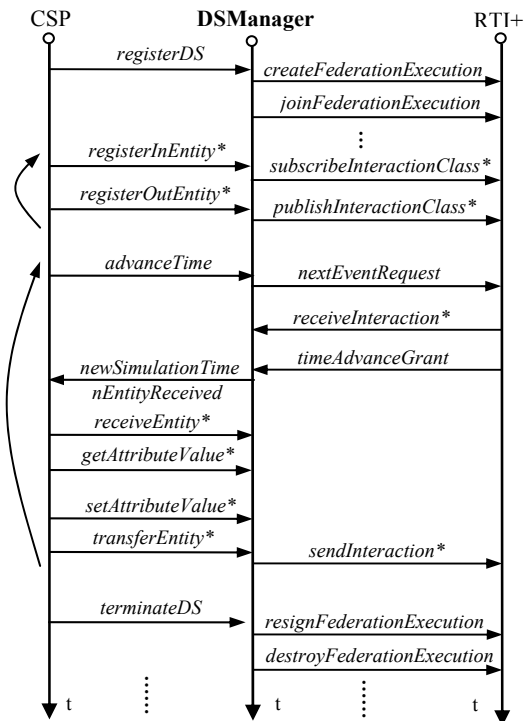 CSP DSManager RTI+
registerDS
createFederationExecution
joinFederationExecution
registerInEntity*
subscribeInteractionClass*
registerOutEntity*
publishInteractionClass*
advanceTime
nextEventRequest
receiveInteraction*
timeAdvanceGrant
newSimulationTime
nEntityReceived
receiveEntity*
getAttributeValue*
setAttributeValue*
transferEntity*
sendInteraction*
terminateDS
resignFederationExecution
destroyFederationExecution
t t t